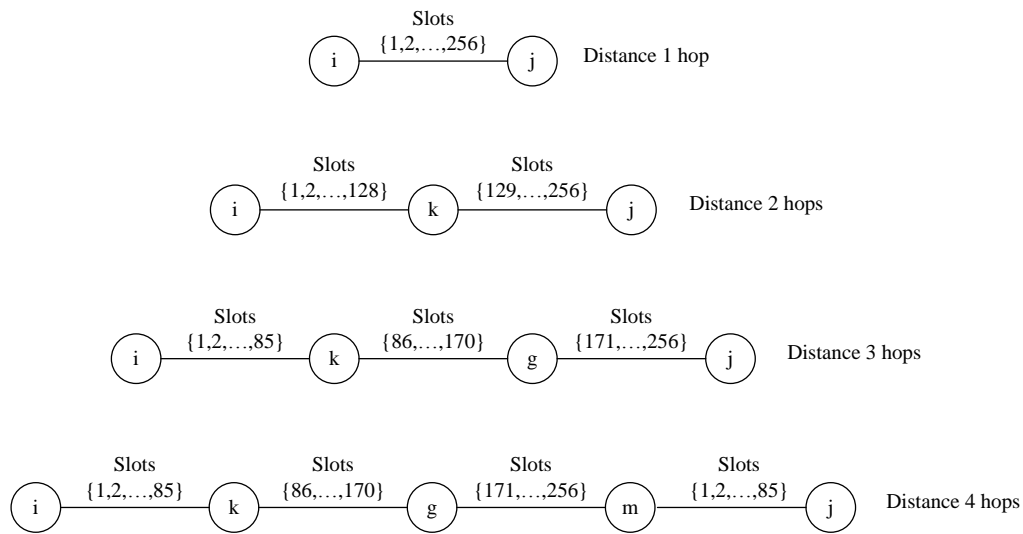 Slots
{1,2,…,256}
i
j
Distance 1 hop
Slots
Slots
{1,2,…,128}
{129,…,256}
i
k
j
Distance 2 hops
Slots
Slots
Slots
{1,2,…,85}
{86,…,170}
{171,…,256}
i
k
g
j
Distance 3 hops
Slots
Slots
Slots
Slots
{1,2,…,85}
{86,…,170}
{171,…,256}
{1,2,…,85}
i
k
g
m
j
Distance 4 hops